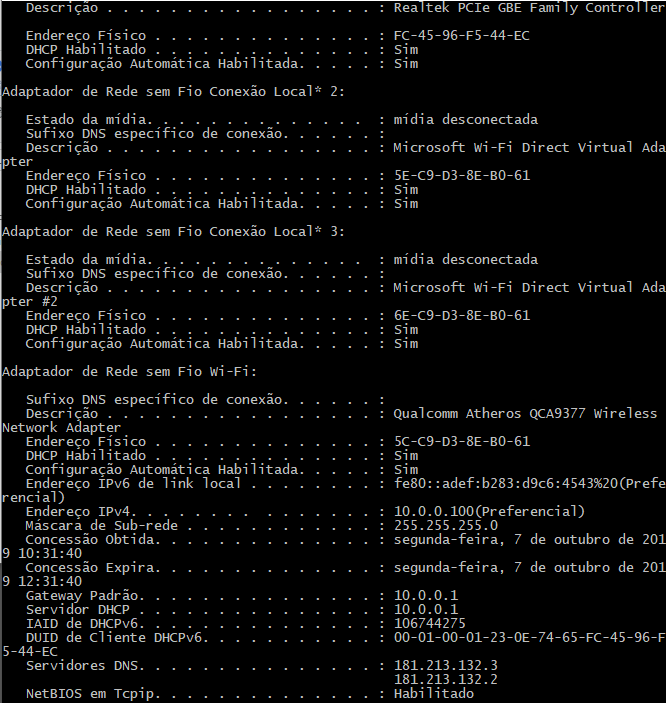 Descrição . . . . . . . . . . . . . . . . . : Realtek PCIe GBE Family Controller
Endereço Físico . . . . . . . . . . . . . . : FC-45-96-F5-44-EC
DHCP Habilitado . . . . . . . . . . . . . . : Sim
Configuração Automática Habilitada. . . . . : Sim
Adaptador de Rede sem Fio Conexão Local* 2:
Estado da mídia. . . . . . . . . . . . . .  : mídia desconectada
Sufixo DNS específico de conexão. . . . . . :
Descrição . . . . . . . . . . . . . . . . . : Microsoft Wi-Fi Direct Virtual Ada
pter
Endereço Físico . . . . . . . . . . . . . . : 5E-C9-D3-8E-B0-61
DHCP Habilitado . . . . . . . . . . . . . . : Sim
Configuração Automática Habilitada. . . . . : Sim
Adaptador de Rede sem Fio Conexão Local* 3:
Estado da mídia. . . . . . . . . . . . . .  : mídia desconectada
Sufixo DNS específico de conexão. . . . . . :
Descrição . . . . . . . . . . . . . . . . . : Microsoft Wi-Fi Direct Virtual Ada
pter #2
Endereço Físico . . . . . . . . . . . . . . : 6E-C9-D3-8E-B0-61
DHCP Habilitado . . . . . . . . . . . . . . : Sim
Configuração Automática Habilitada. . . . . : Sim
Adaptador de Rede sem Fio Wi-Fi:
Sufixo DNS específico de conexão. . . . . . :
Descrição . . . . . . . . . . . . . . . . . : Qualcomm Atheros QCA9377 Wireless
Network Adapter
Endereço Físico . . . . . . . . . . . . . . : 5C-C9-D3-8E-B0-61
DHCP Habilitado . . . . . . . . . . . . . . : Sim
Configuração Automática Habilitada. . . . . : Sim
Endereço IPv6 de link local . . . . . . . . : fe80::adef:b283:d9c6:4543%20(Prefe
rencial)
Endereço IPv4. . . . . . . .  . . . . . . . : 10.0.0.100(Preferencial)
Máscara de Sub-rede . . . . . . . . . . . . : 255.255.255.0
Concessão Obtida. . . . . . . . . . . . . . : segunda-feira, 7 de outubro de 201
9 10:31:40
Concessão Expira. . . . . . . . . . . . . . : segunda-feira, 7 de outubro de 201
9 12:31:40
Gateway Padrão. . . . . . . . . . . . . . . : 10.0.0.1
Servidor DHCP . . . . . . . . . . . . . . . : 10.0.0.1
IAID de DHCPv6. . . . . . . . . . . . . . . : 106744275
DUID de Cliente DHCPv6. . . . . . . . . . . : 00-01-00-01-23-0E-74-65-FC-45-96-F
5-44-EC
Servidores DNS. . . . . . . . . . . . . . . : 181.213.132.3
181.213.132.2
NetBIOS em Tcpip. . . . . . . . . . . . . . : Habilitado